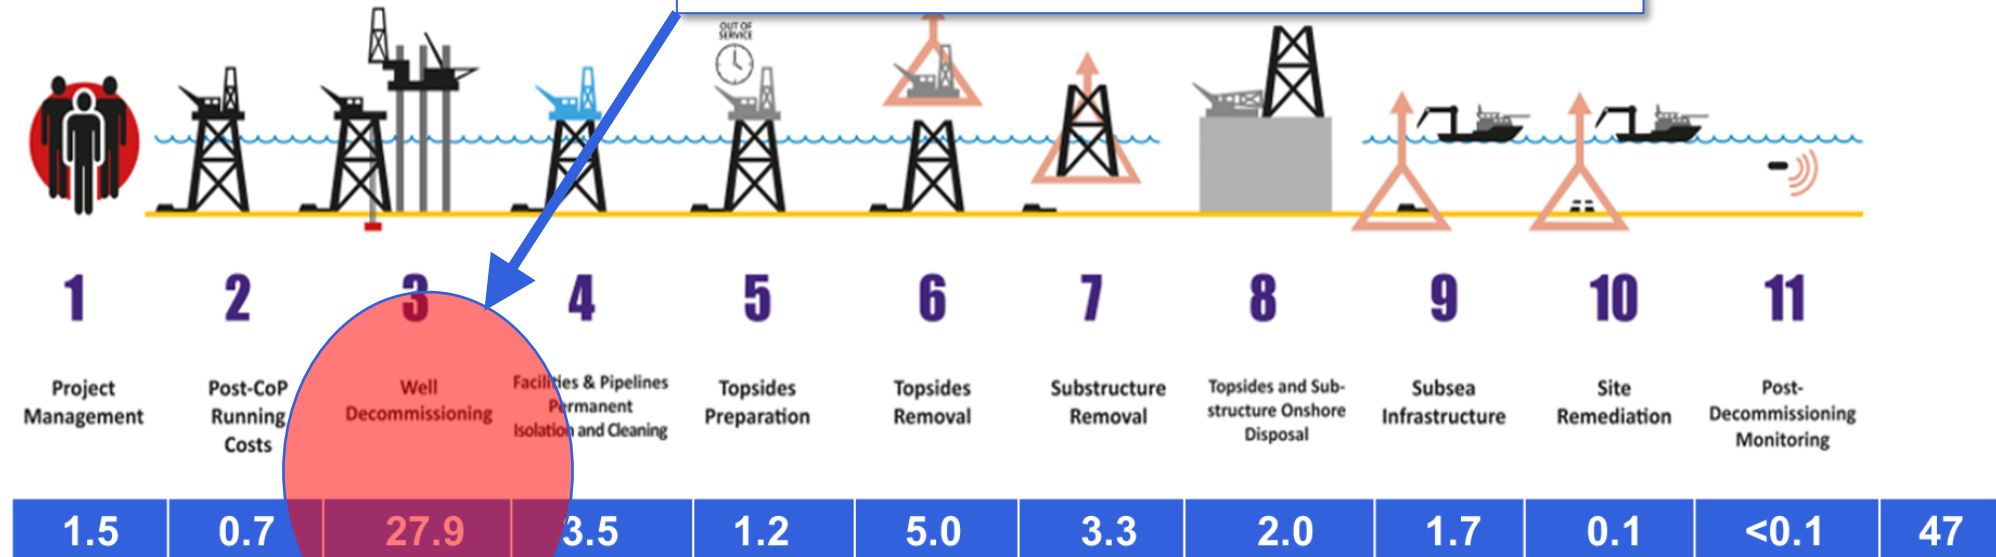 OUT OF
SERVICE
1
2
3
4
5
6
7
8
9
10
11
Project
Management
Post-CoP
Running
Costs
Well
Decommissioning
Facilities & Pipelines
Permanent
Isolation and Cleaning
Topsides
Preparation
Topsides
Removal
Substructure
Removal
Topsides and Sub-
structure Onshore
Disposal
Subsea
Infrastructure
Site
Remediation
Post-
Decommissioning
Monitoring
1.5
0.7
27.9
3.5
1.2
5.0
3.3
2.0
1.7
0.1
<0.1
47